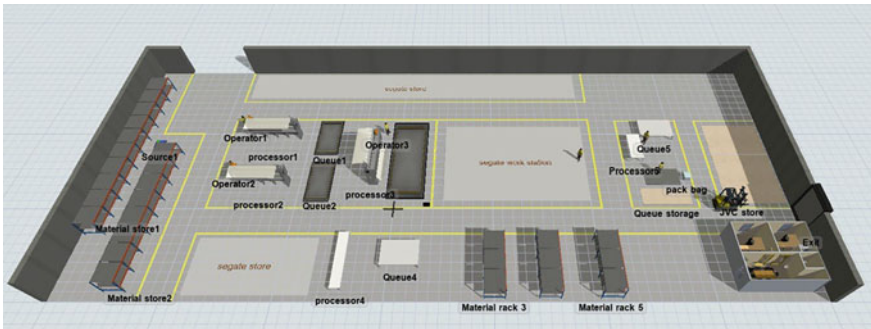 segate store
Operator1
Operator3
Queue5
Source1
processor1
Queue1
segate work station
Processor5
Operator2
pack bag
processor2
Queue2
processor3
Queue storage
JVC store
Material store1
Exit
segate store
Queue4
Material store2
processor4
Material rack 3
Material rack 5